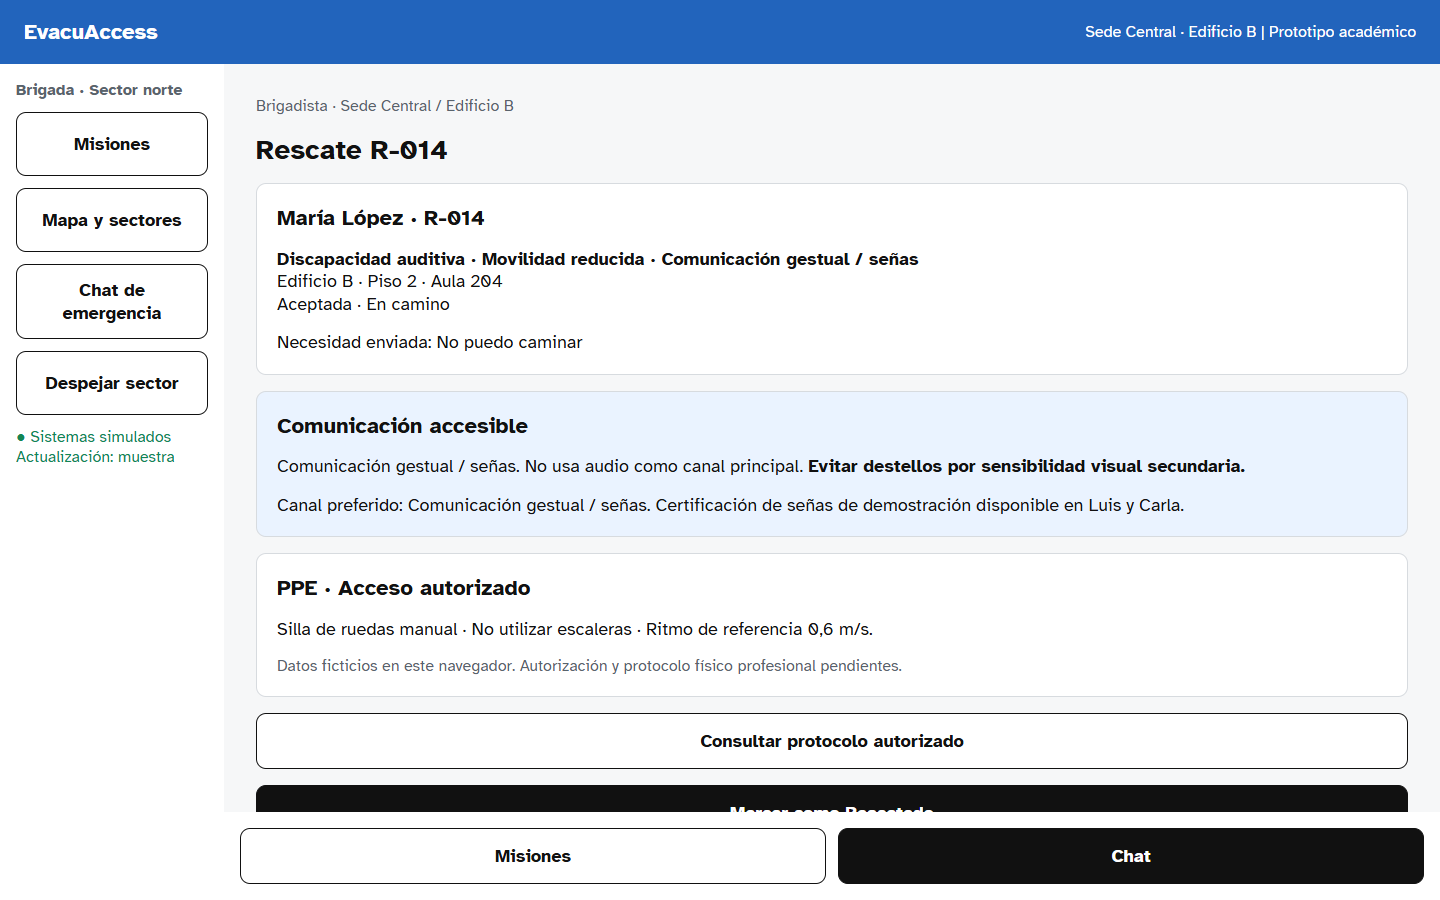 EvacuAccess
Sede Central · Edificio B | Prototipo académico
Brigada · Sector norte
Misiones
Mapa y sectores
Chat de
emergencia
Despejar sector
● Sistemas simulados
Actualización: muestra
Brigadista · Sede Central / Edificio B
Rescate R-014
María López · R-014
Discapacidad auditiva · Movilidad reducida · Comunicación gestual / señas
Edificio B · Piso 2 · Aula 204
Aceptada · En camino
Necesidad enviada: No puedo caminar
Comunicación accesible
Comunicación gestual / señas. No usa audio como canal principal. Evitar destellos por sensibilidad visual secundaria.
Canal preferido: Comunicación gestual / señas. Certificación de señas de demostración disponible en Luis y Carla.
PPE · Acceso autorizado
Silla de ruedas manual · No utilizar escaleras · Ritmo de referencia 0,6 m/s.
Datos ficticios en este navegador. Autorización y protocolo físico profesional pendientes.
Consultar protocolo autorizado
Marcar como Rescatado
Misiones
Chat